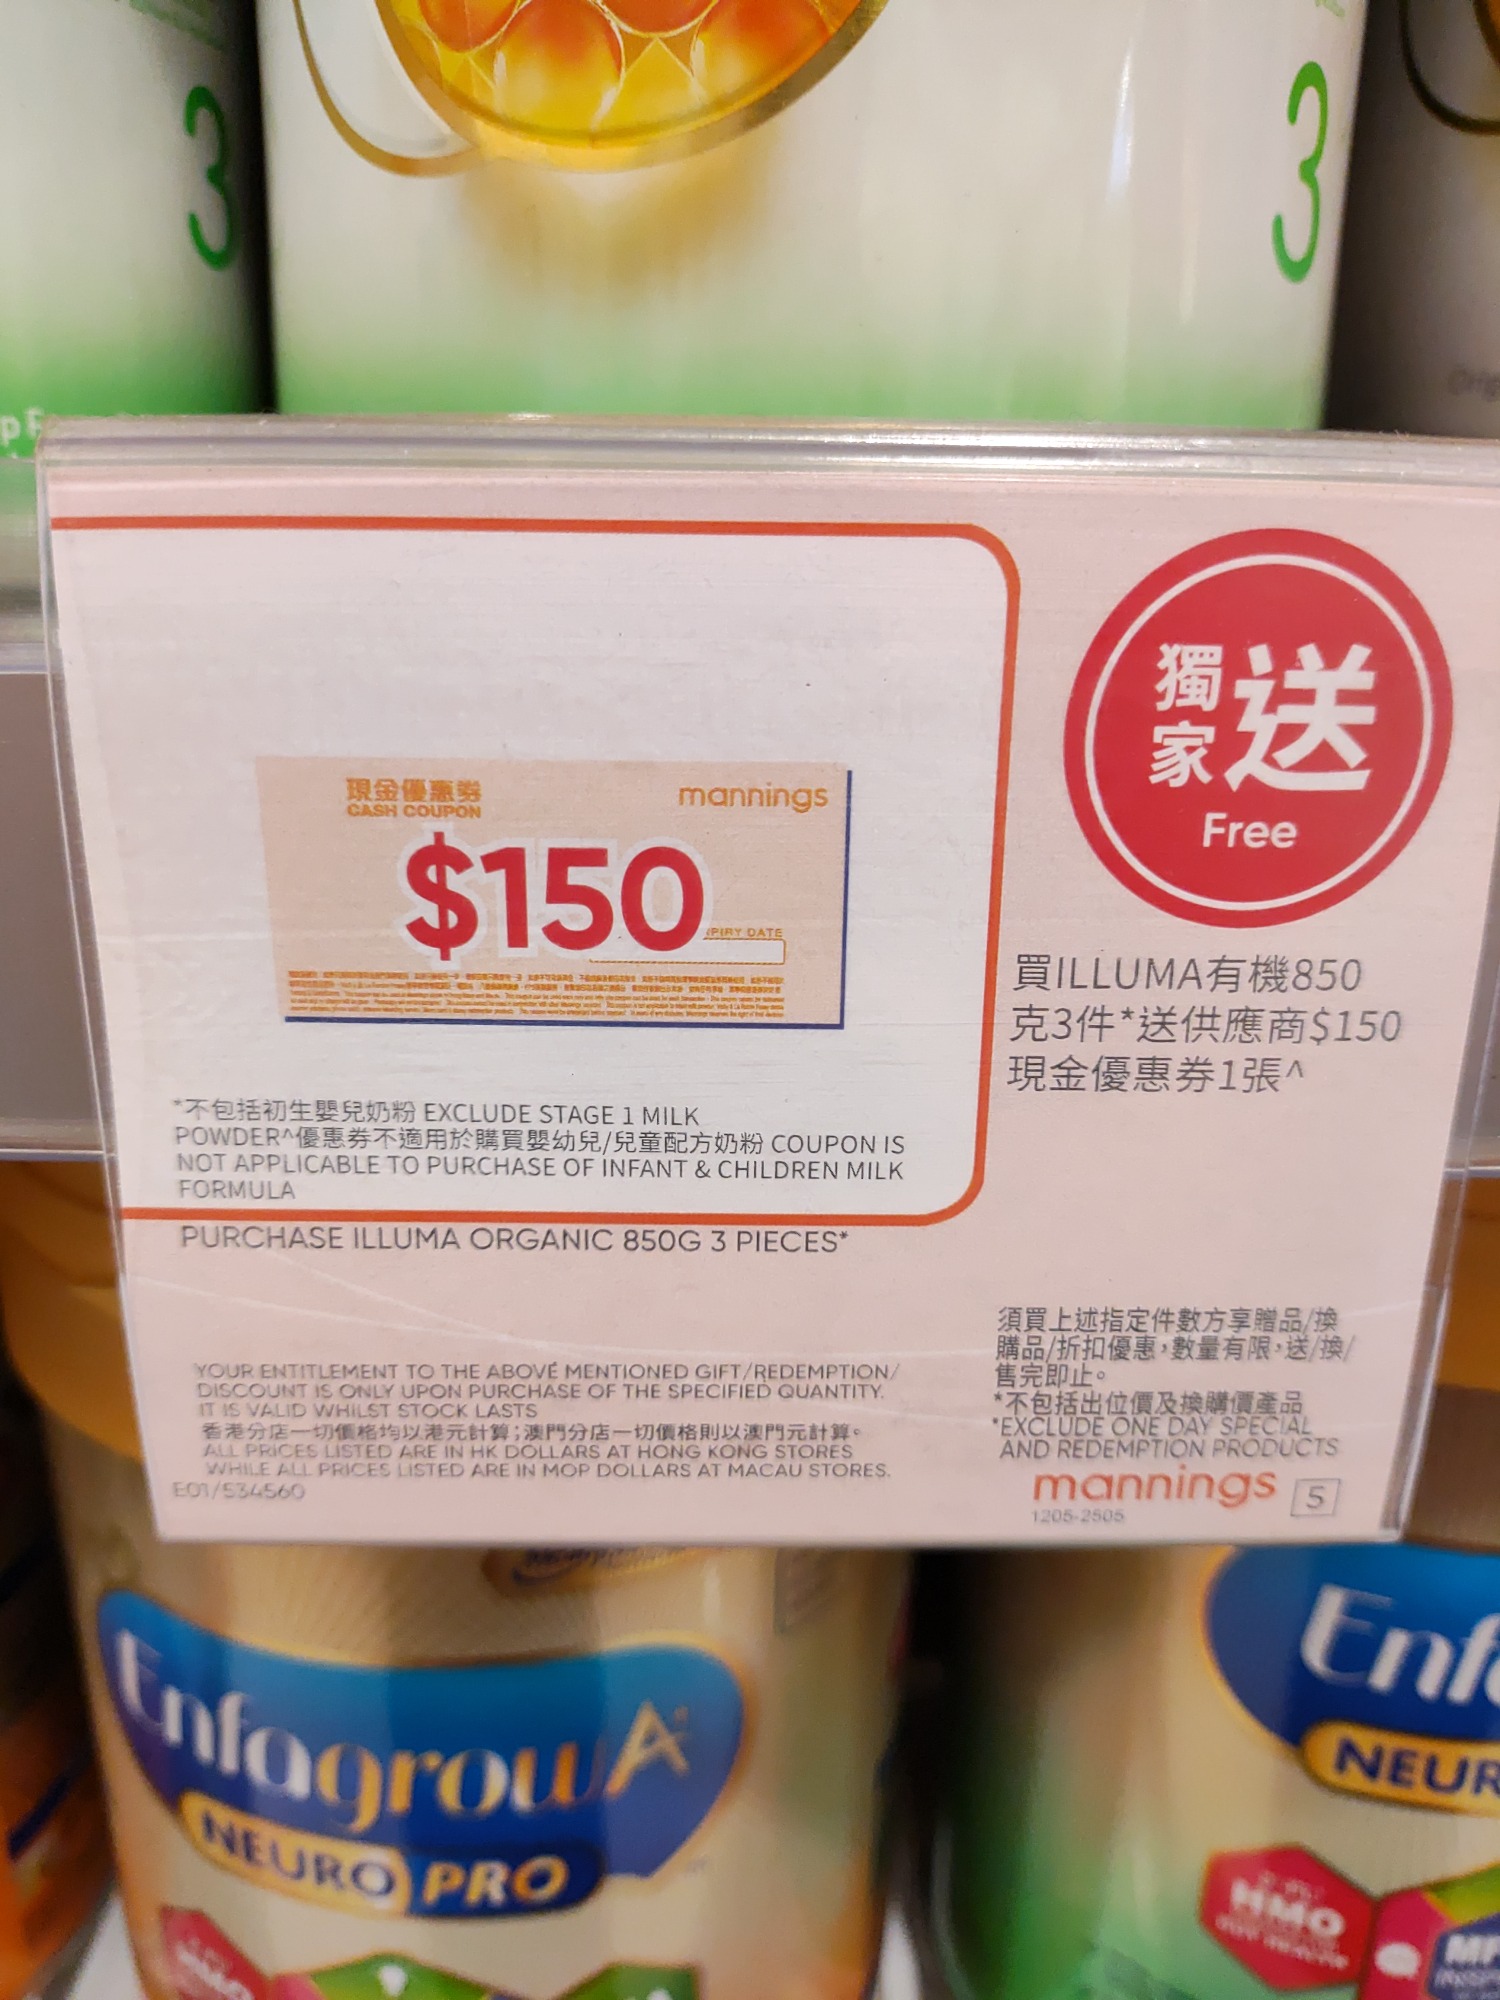 3
3
獨家送
Free
現金優惠券
CASH COUPON
mannings
$150
PIRY DATE
買ILLUMA有機850
克3件*送供應商$150
現金優惠券1張^
*不包括初生嬰兒奶粉 EXCLUDE STAGE 1 MILK
POWDER^優惠券不適用於購買嬰幼兒/兒童配方奶粉 COUPON IS
NOT APPLICABLE TO PURCHASE OF INFANT & CHILDREN MILK
FORMULA
PURCHASE ILLUMA ORGANIC 850G 3 PIECES*
YOUR ENTITLEMENT TO THE ABOVE MENTIONED GIFT/REDEMPTION/
DISCOUNT IS ONLY UPON PURCHASE OF THE SPECIFIED QUANTITY.
IT IS VALID WHILST STOCK LASTS
香港分店一切價格均以港元計算；澳門分店一切價格則以澳門元計算。
ALL PRICES LISTED ARE IN HK DOLLARS AT HONG KONG STORES
WHILE ALL PRICES LISTED ARE IN MOP DOLLARS AT MACAU STORES.
E01/534560
須買上述指定件數方享贈品/換
購品/折扣優惠，數量有限，送/換/
售完即止。
*不包括出位價及換購價產品
*EXCLUDE ONE DAY SPECIAL
AND REDEMPTION PRODUCTS
mannings 5
1205-2505
Enfagrow A+
NEURO PRO
Enf
NEUR
HMO